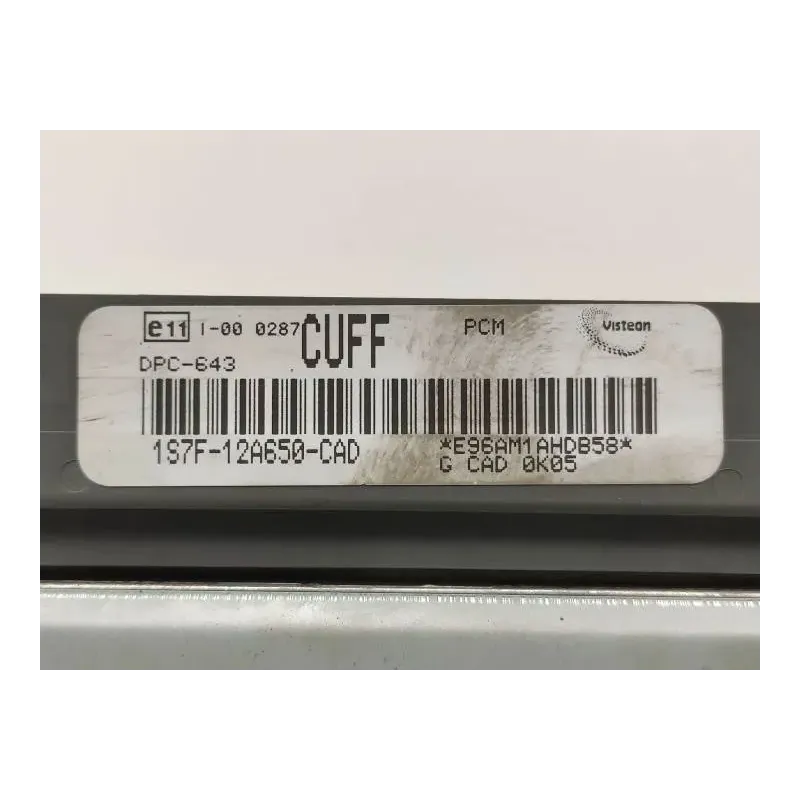 e11 I-00 0287 CUFF PCM Visteon
DPC-643
1S7F-12A650-CAD *E96AM1AHDB58*
G CAD 0K05